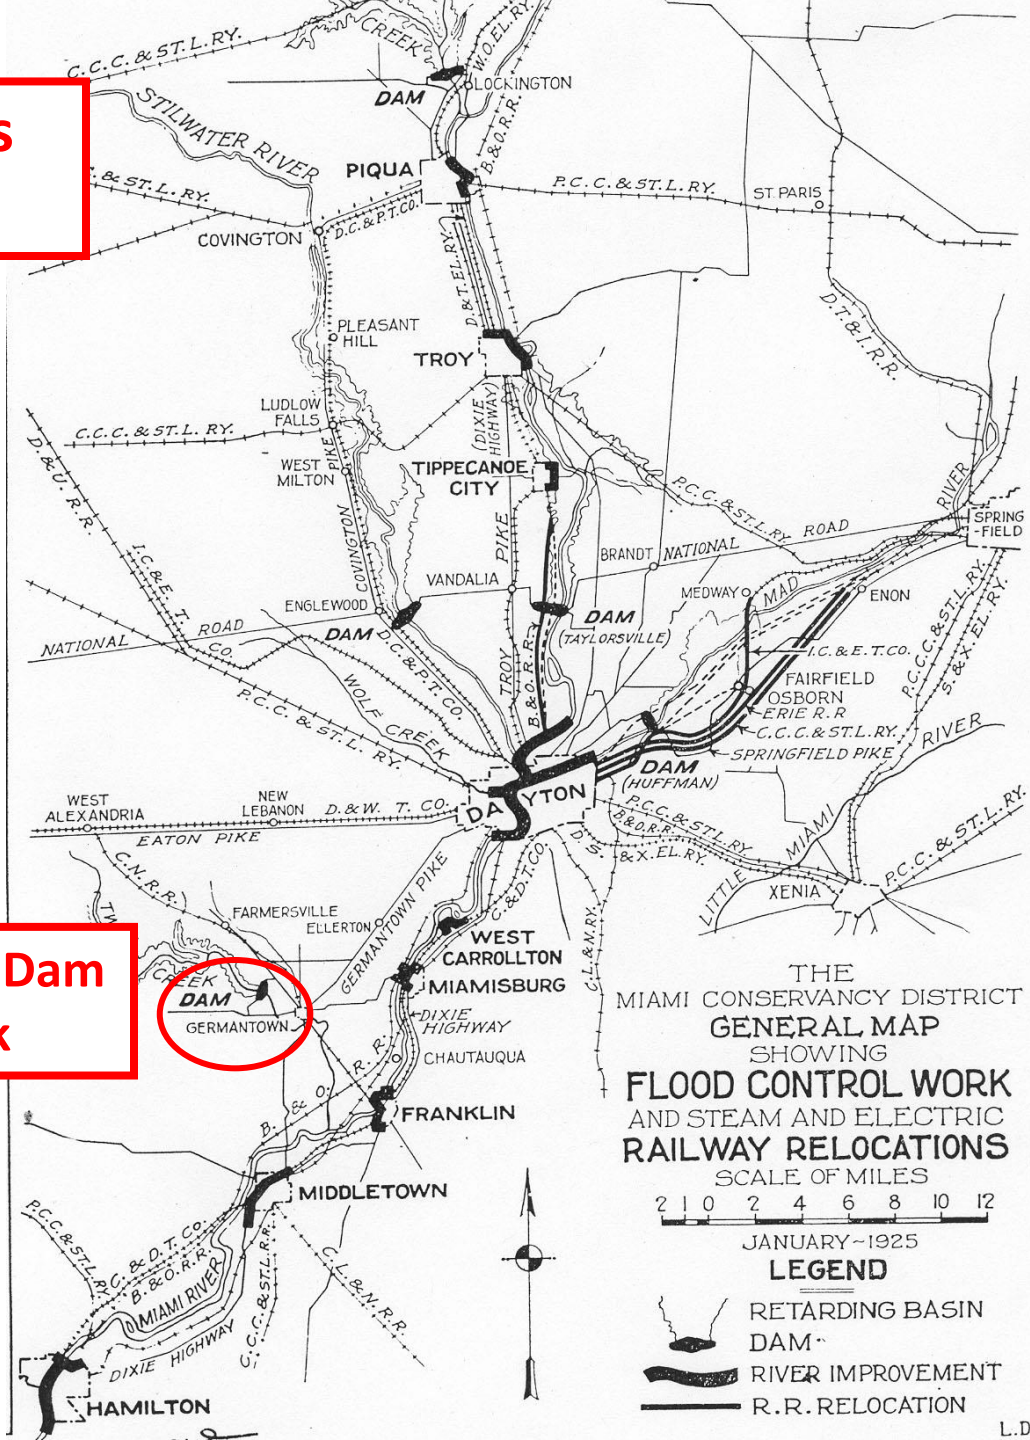 CREEK
W.O.EL.RY.
C.C.C. & ST. L. RY.
LOCKINGTON
DAM
B. & O. R. R.
STILWATER RIVER
s
& ST. L. RY.
PIQUA
P. C. C. & ST. L. RY.
ST. PARIS
D.C. & P.T.CO.
COVINGTON
D. & T. EL. RY.
D. T. & I. R. R.
PLEASANT
HILL
TROY
LUDLOW
FALLS
(DIXIE
HIGHWAY)
C.C.C. & ST. L. RY.
D. & U. R. R.
WEST
MILTON
PIKE
TIPPECANOE
CITY
P.C.C. & ST. L. RY.
RIVER
SPRING
-FIELD
COVINGTON
PIKE
BRANDT
NATIONAL
ROAD
I. C. & E. T.
CO.
VANDALIA
MEDWAY
MAD
ENON
ENGLEWOOD
DAM
DAM
(TAYLORSVILLE)
NATIONAL
ROAD
D. C. & P. T. CO.
TROY
B. & O. R. R.
I.C. & E. T. CO.
P.C.C. & ST. L. RY.
S. & X. EL. RY.
FAIRFIELD
OSBORN
WOLF CREEK
P. C. C. & ST. L. RY.
ERIE R. R
C. C. C. & ST. L. RY.
SPRINGFIELD PIKE
RIVER
DAM
(HUFFMAN)
WEST
ALEXANDRIA
NEW
LEBANON
D. & W. T. CO.
DAYTON
EATON PIKE
P.C.C. & ST. L. RY.
B. & O. R. R.
D. S.
& X. EL. RY.
LITTLE
MIAMI
P. C. C. & ST. L. RY.
XENIA
C. N. R. R.
GERMANTOWN PIKE
C. & D. T. CO.
C. L. & N. RY.
TW
FARMERSVILLE
ELLERTON
WEST
CARROLLTON
Dam
k
CREEK
DAM
GERMANTOWN
MIAMISBURG
DIXIE
HIGHWAY
CHAUTAUQUA
B. & O. R. R.
FRANKLIN
MIDDLETOWN
P.C.C. & ST. L. RY.
C. & D. T. CO.
B. & O. R. R.
MIAMI RIVER
DIXIE HIGHWAY
C. C. C. & ST. L. R. R.
C. L. & N. R. R.
HAMILTON
THE
MIAMI CONSERVANCY DISTRICT
GENERAL MAP
SHOWING
FLOOD CONTROL WORK
AND STEAM AND ELECTRIC
RAILWAY RELOCATIONS
SCALE OF MILES
2 1 0 2 4 6 8 10 12
JANUARY~1925
LEGEND
RETARDING BASIN
DAM
RIVER IMPROVEMENT
R. R. RELOCATION
L.D